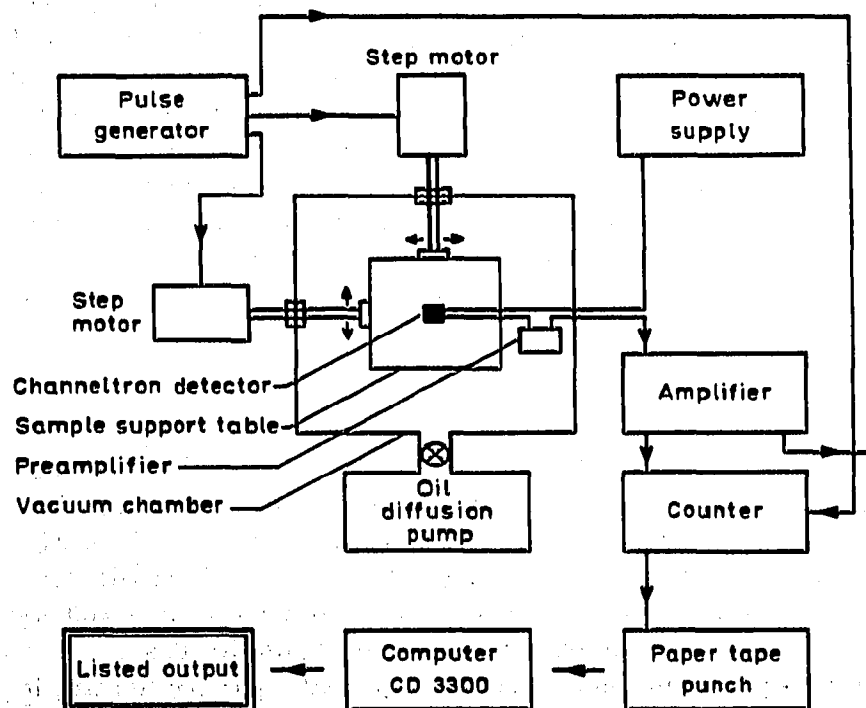 Step motor
Pulse
generator
Power
supply
Step
motor
Channeltron detector
Sample support table
Preamplifier
Vacuum chamber
Oil
diffusion
pump
Amplifier
Counter
Listed output
Computer
CD 3300
Paper tape
punch